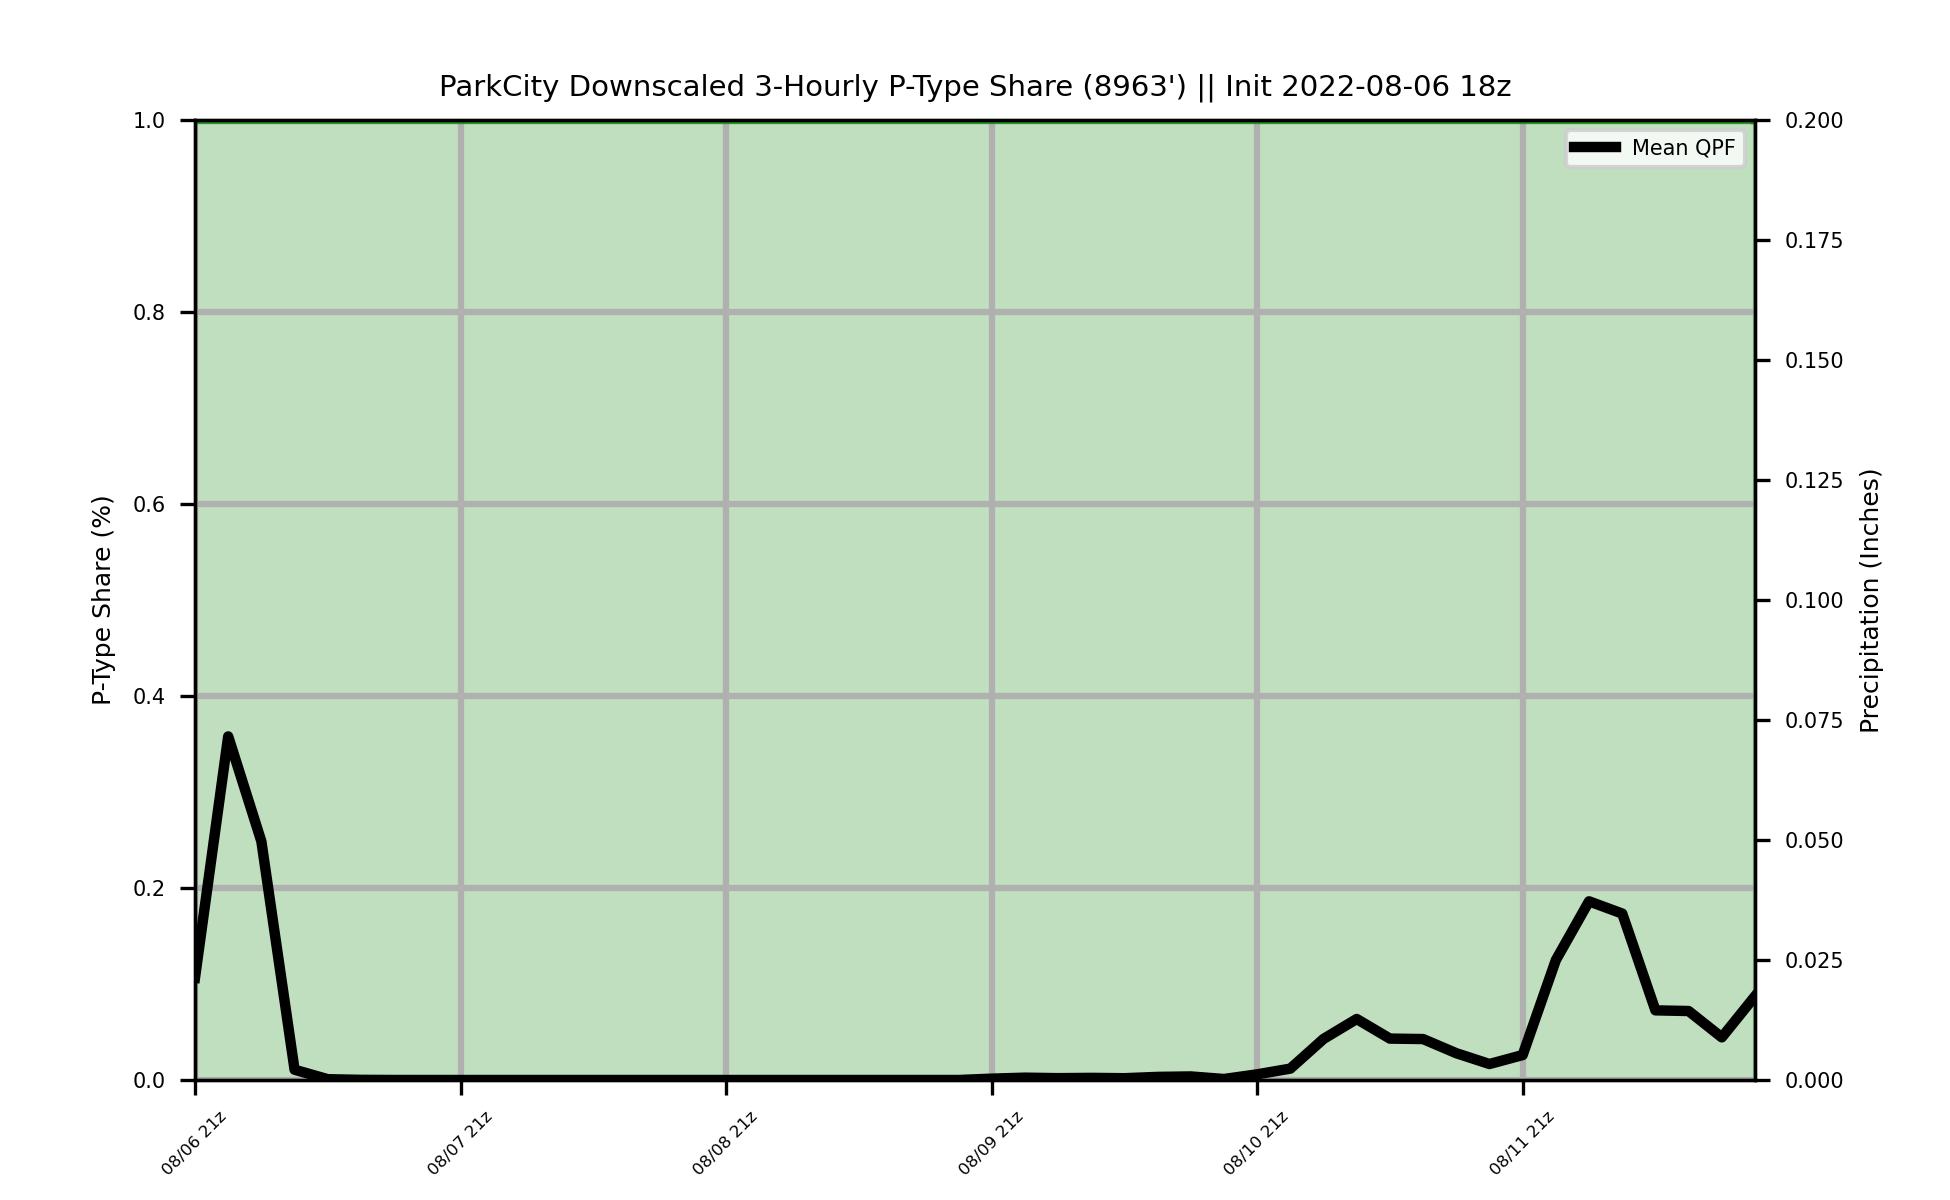 ParkCity Downscaled 3-Hourly P-Type Share (8963') || Init 2022-08-06 18z
Mean QPF
P-Type Share (%)
1.0
0.8
0.6
0.4
0.2
0.0
0.200
0.175
0.150
0.125
0.100
0.075
0.050
0.025
0.000
Precipitation (Inches)
08/06 21z
08/07 21z
08/08 21z
08/09 21z
08/10 21z
08/11 21z